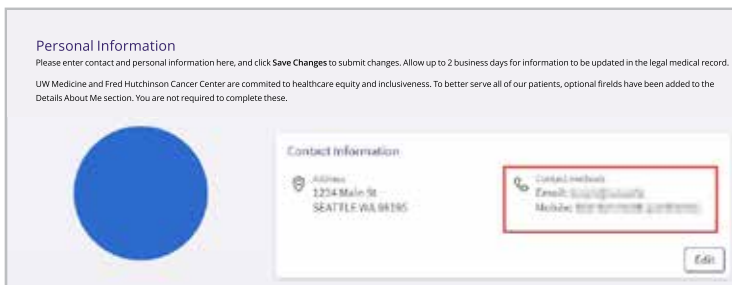 Personal Information
Please enter contact and personal information here, and click Save Changes to submit changes. Allow up to 2 business days for information to be updated in the legal medical record.
UW Medicine and Fred Hutchinson Cancer Center are commited to healthcare equity and inclusiveness. To better serve all of our patients, optional firelds have been added to the
Details About Me section. You are not required to complete these.
Contact Information
Address
1234 Main St
SEATTLE WA 98195
Contact methods
Email:
Mobile:
Edit